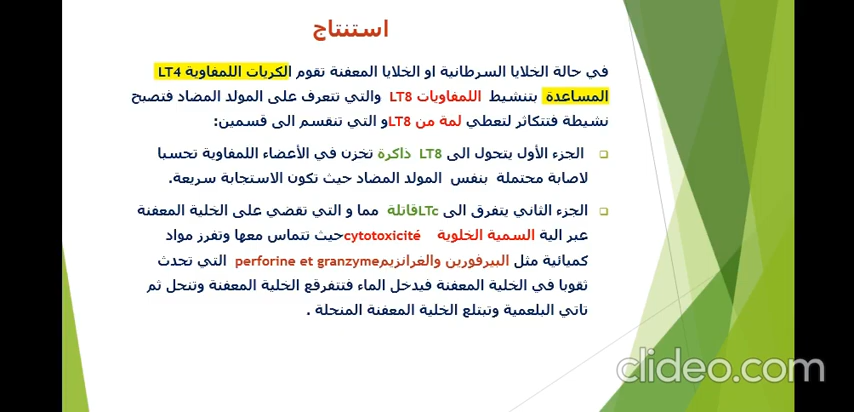 استنتاج
في حالة الخلايا السرطانية او الخلايا المعفنة تقوم الكريات اللمفاوية LT4
المساعدة بتنشيط اللمفاويات LT8 والتي تتعرف على المولد المضاد فتصبح
نشيطة فتتكاثر لتعطي لمة من LT8و التي تنقسم الى قسمين:
الجزء الأول يتحول الى LT8 ذاكرة تخزن في الأعضاء اللمفاوية تحسبا
لاصابة محتملة بنفس المولد المضاد حيث تكون الاستجابة سريعة.
الجزء الثاني يتفرق الى LTcقاتلة مما و التي تقضي على الخلية المعفنة
عبر الية السمية الخلوية cytotoxicitéحيث تتماس معها وتفرز مواد
كميائية مثل البيرفورين والغرانزيمperforine et granzyme التي تحدث
ثقوبا في الخلية المعفنة فيدخل الماء فتنفرقع الخلية المعفنة وتنحل ثم
تاتي البلعمية وتبتلع الخلية المعفنة المنحلة .
clideo.com